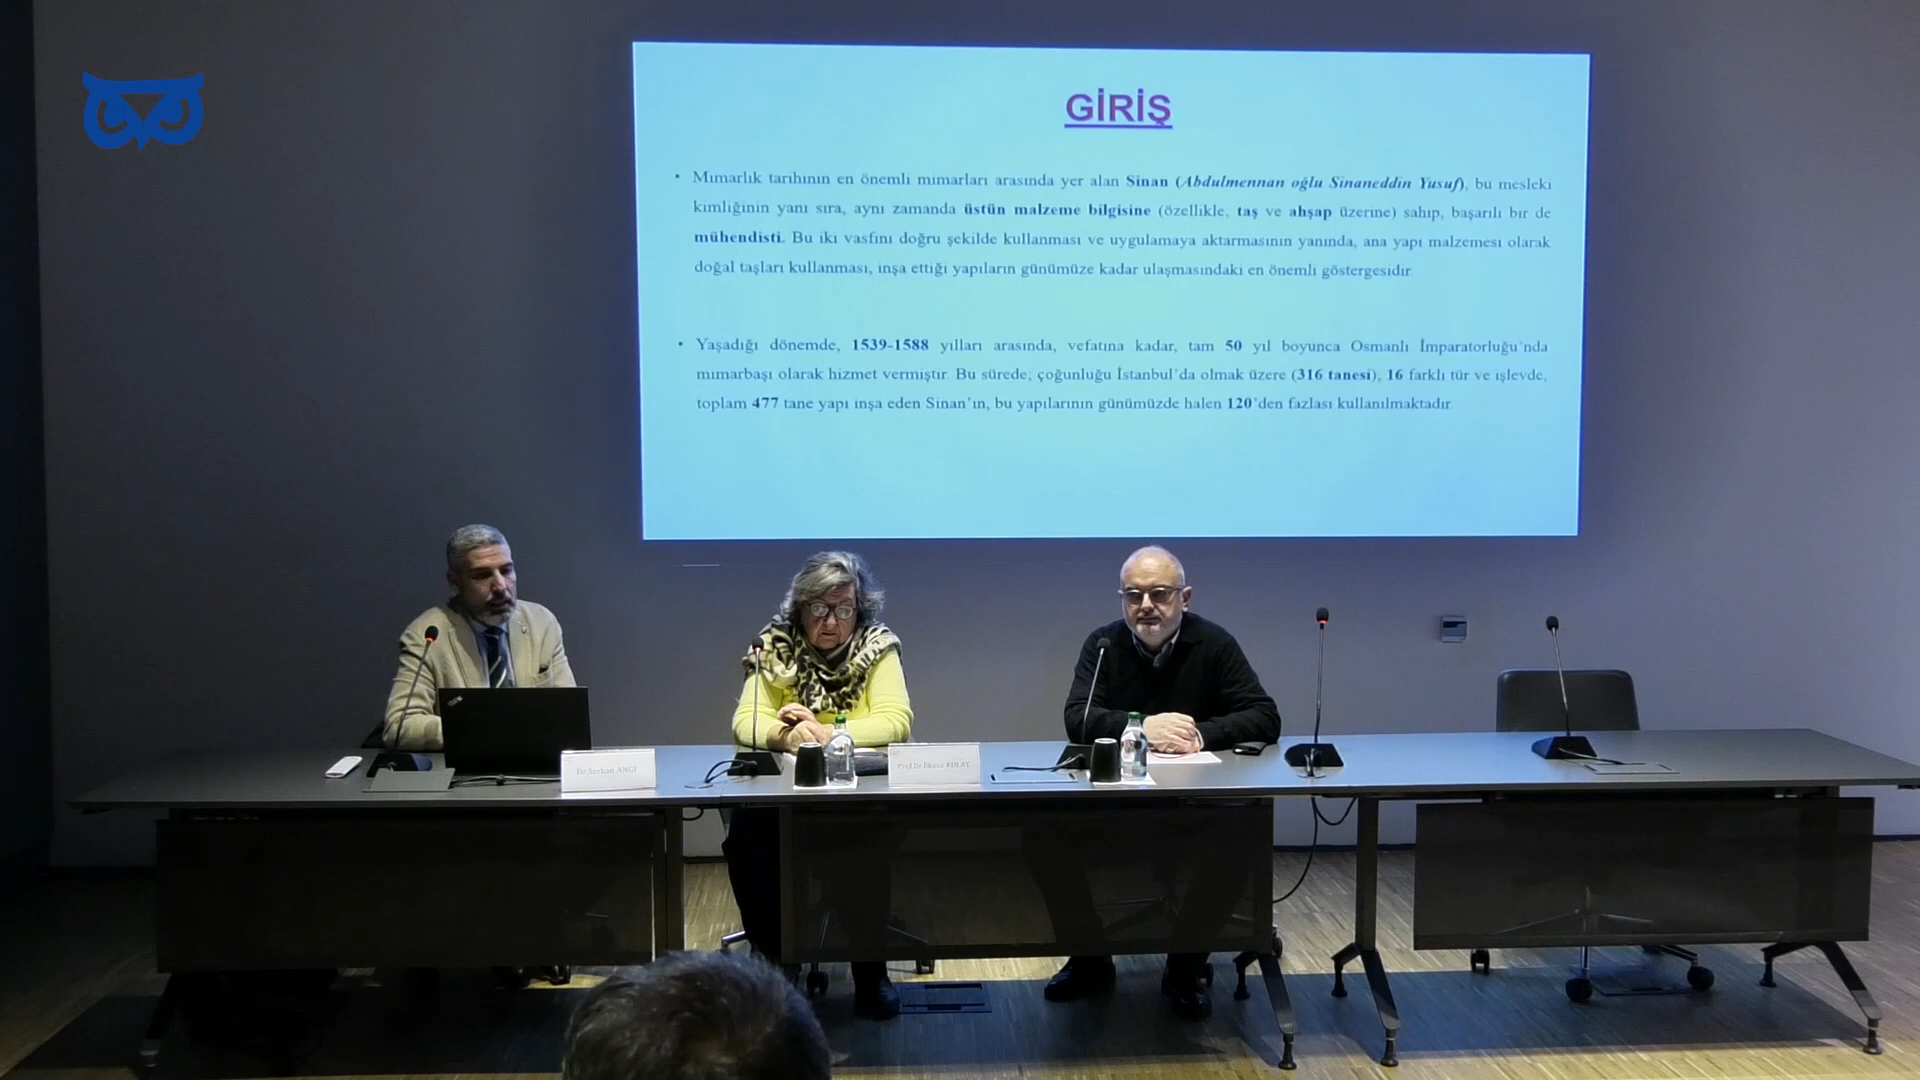 GİRİŞ
• Mimarlık tarihinin en önemli mimarları arasında yer alan Sinan (Abdulmennan oğlu Sinaneddin Yusuf), bu mesleki
kimliğinin yanı sıra, aynı zamanda üstün malzeme bilgisine (özellikle, taş ve ahşap üzerine) sahip, başarılı bir de
mühendisti. Bu iki vasfını doğru şekilde kullanması ve uygulamaya aktarmasının yanında, ana yapı malzemesi olarak
doğal taşları kullanması, inşa ettiği yapıların günümüze kadar ulaşmasındaki en önemli göstergesidir.
• Yaşadığı dönemde, 1539-1588 yılları arasında, vefatına kadar, tam 50 yıl boyunca Osmanlı İmparatorluğu'nda
mimarbaşı olarak hizmet vermiştir. Bu sürede; çoğunluğu İstanbul'da olmak üzere (316 tanesi), 16 farklı tür ve işlevde,
toplam 477 tane yapı inşa eden Sinan'ın, bu yapılarının günümüzde halen 120'den fazlası kullanılmaktadır.
Dr.Serhan ANGİ
Prof.Dr.İlknur KOLAY